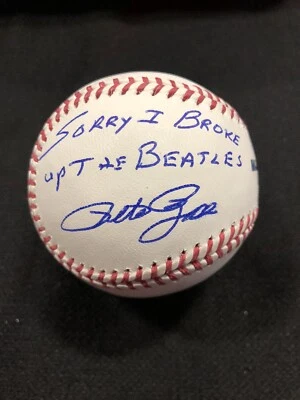 SORRY I BROKE
up THE BEATLES
Pete Rose